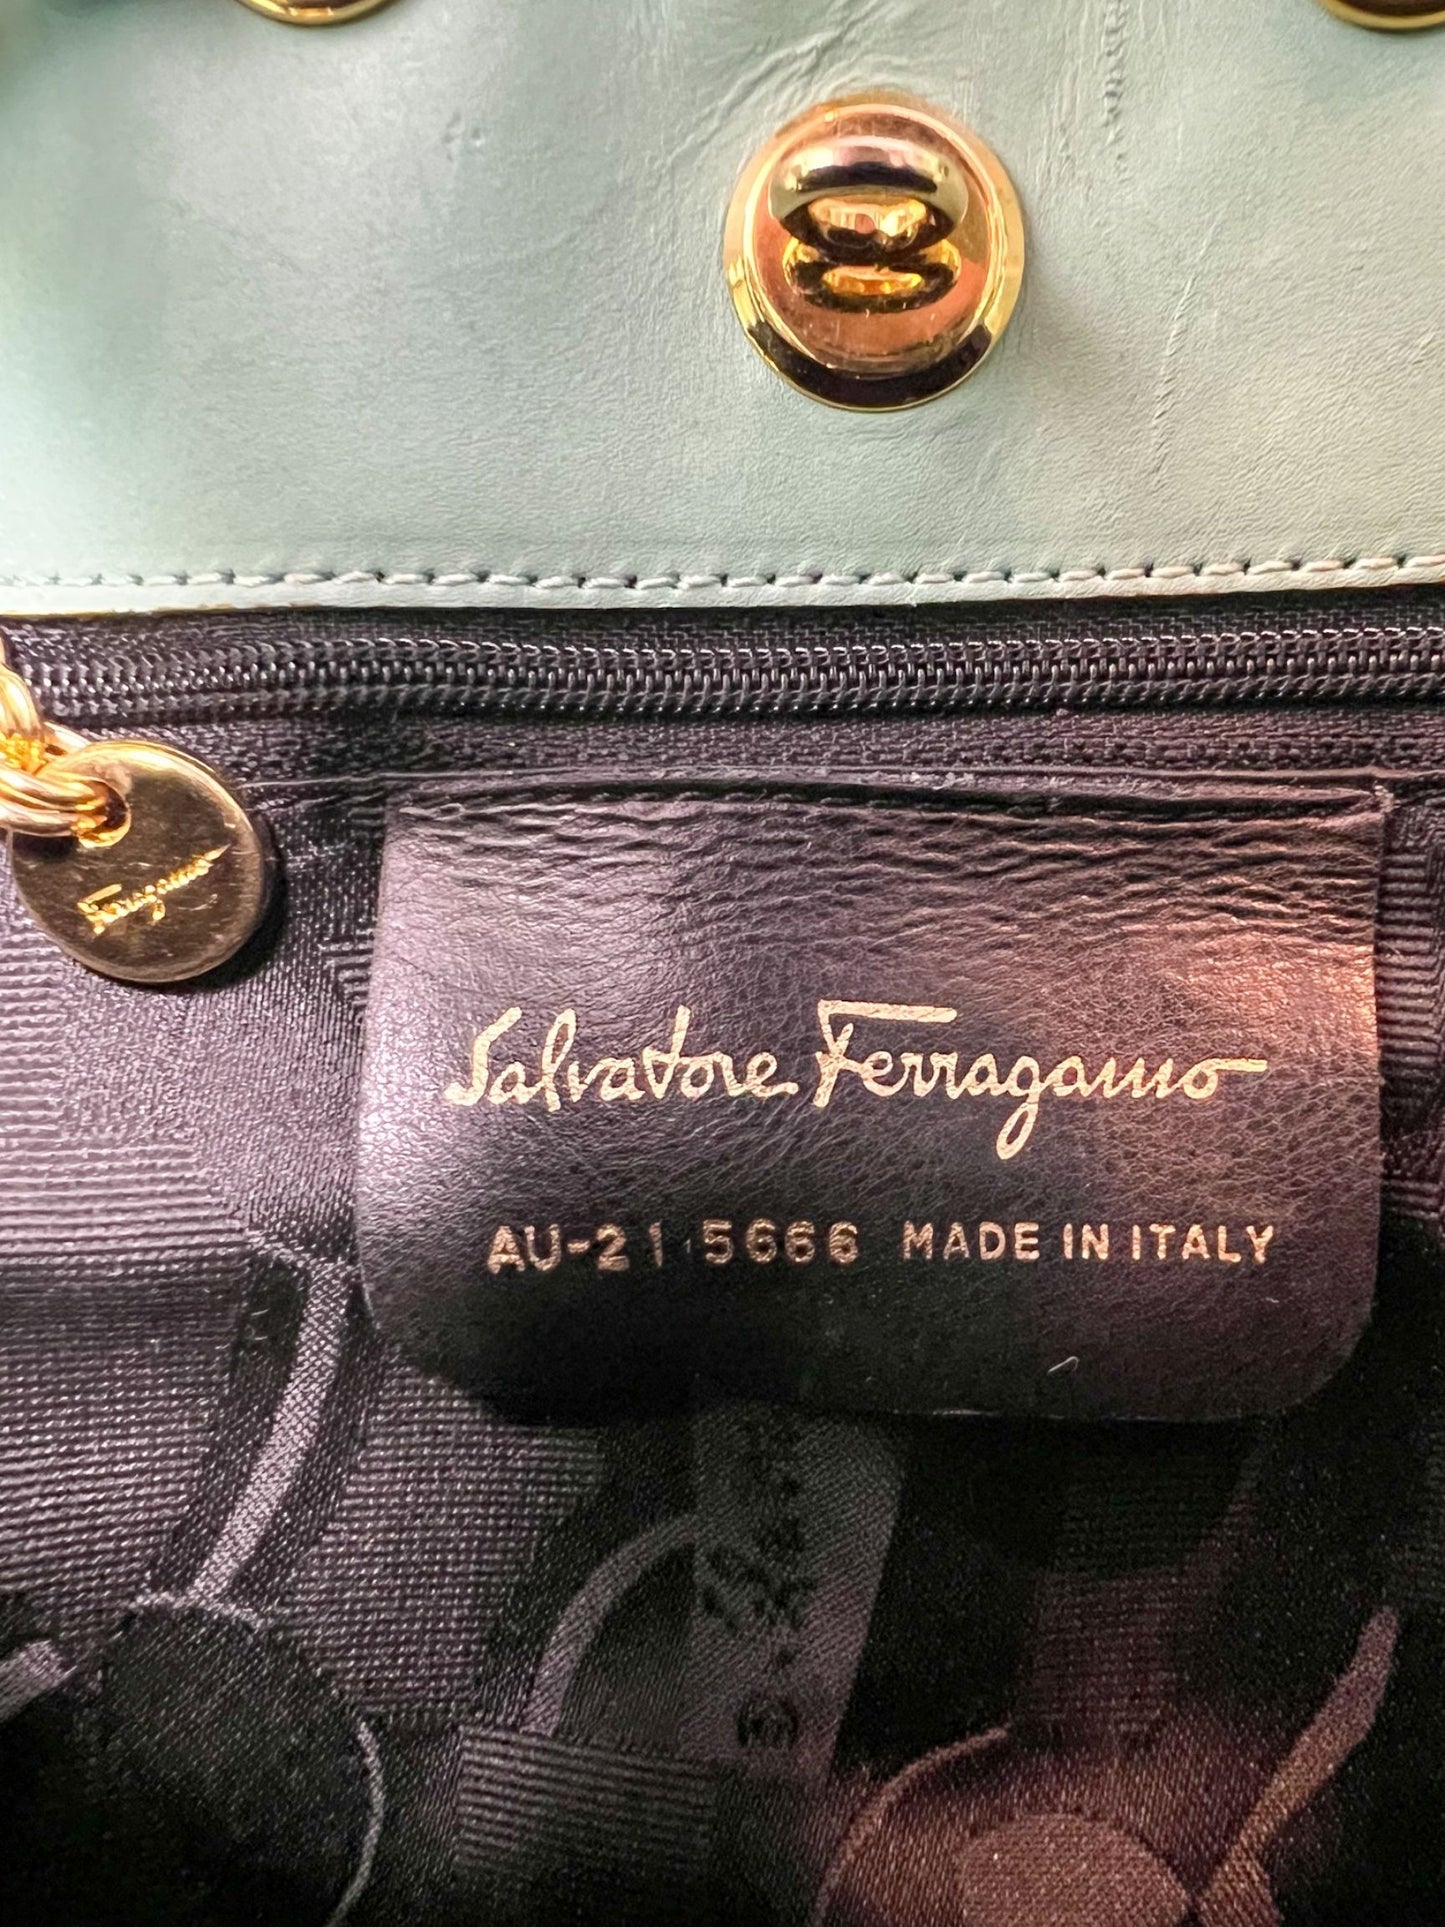 Ferragamo
Salvatore Ferragamo
AU-21 5666 MADE IN ITALY